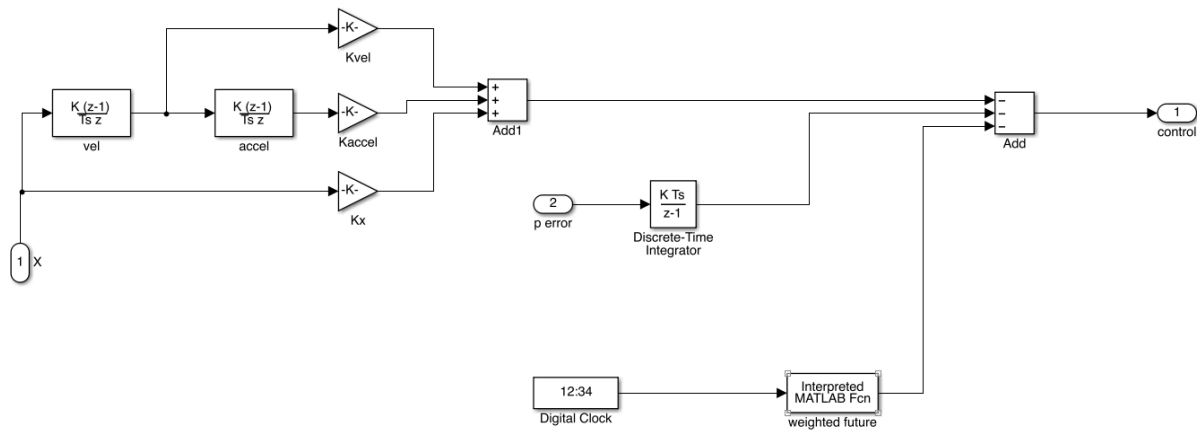 -K-
Kvel
K (z-1)
Ts z
vel
K (z-1)
Ts z
accel
-K-
Kaccel
+
+
+
Add1
-K-
Kx
1
X
2
p error
K Ts
z-1
Discrete-Time
Integrator
−
−
−
Add
1
control
12:34
Digital Clock
Interpreted
MATLAB Fcn
weighted future